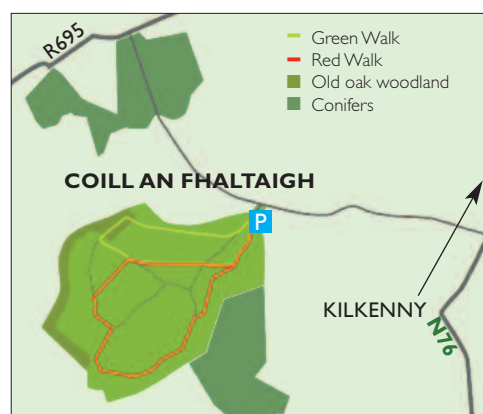 R695
Green Walk
Red Walk
Old oak woodland
Conifers
COILL AN FHALTAIGH
P
KILKENNY
N76